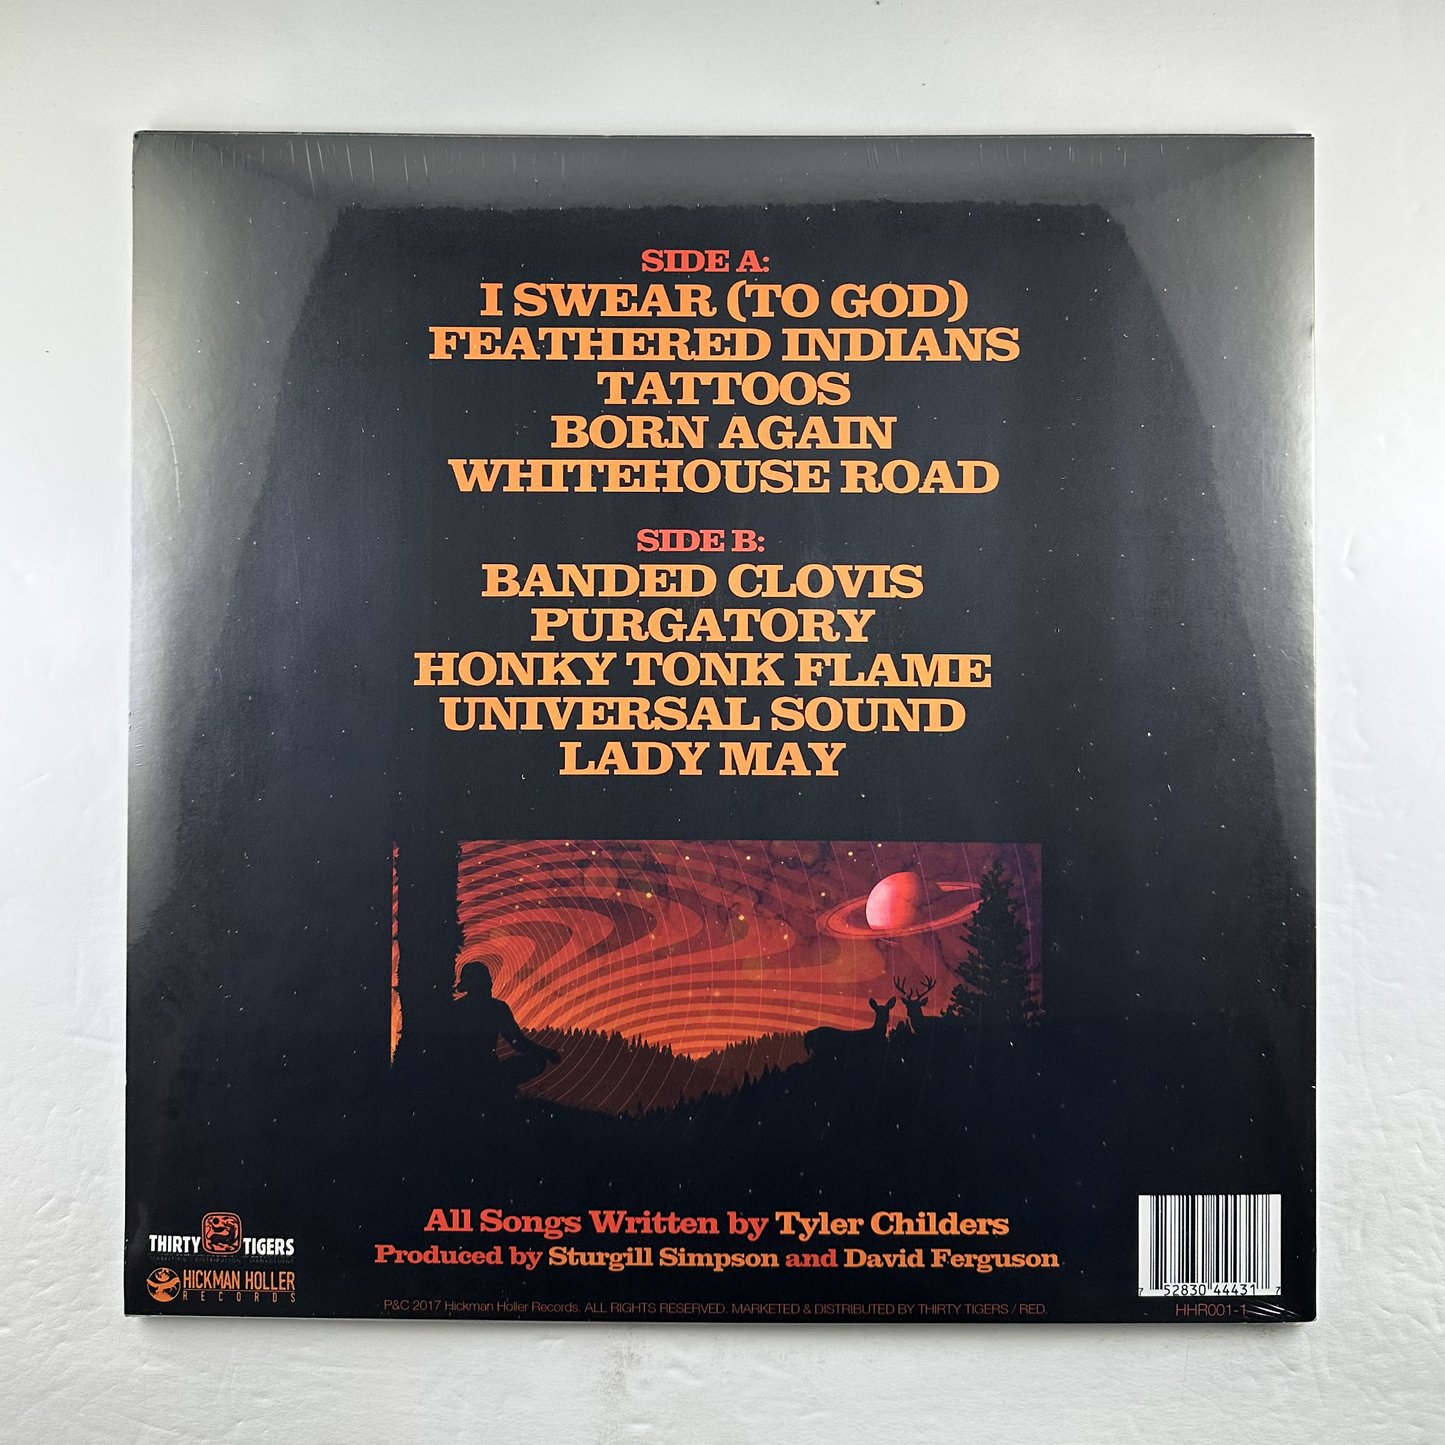 SIDE A:
I SWEAR (TO GOD)
FEATHERED INDIANS
TATTOOS
BORN AGAIN
WHITEHOUSE ROAD
SIDE B:
BANDED CLOVIS
PURGATORY
HONKY TONK FLAME
UNIVERSAL SOUND
LADY MAY
All Songs Written by Tyler Childers
Produced by Sturgill Simpson and David Ferguson
THIRTY TIGERS
HICKMAN HOLLER
RECORDS
P&C 2017 Hickman Holler Records. ALL RIGHTS RESERVED. MARKETED & DISTRIBUTED BY THIRTY TIGERS / RED.
7 52830 44431 7
HHR001-1